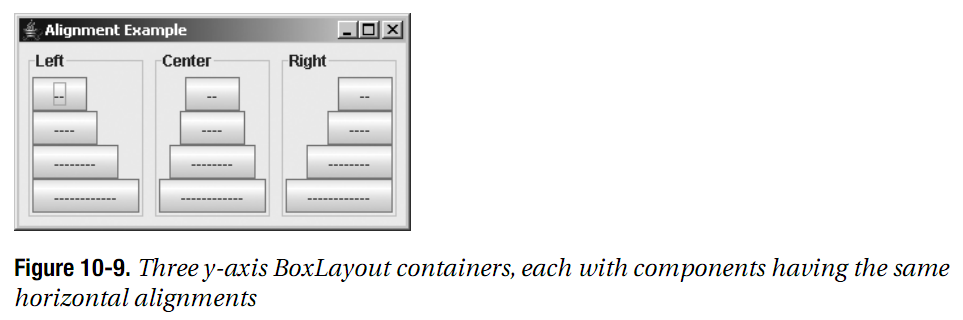 Alignment Example
Left Center Right
-- -- --
---- ---- ----
-------- -------- --------
------------ ------------ ------------
Figure 10-9. Three y-axis BoxLayout containers, each with components having the same
horizontal alignments